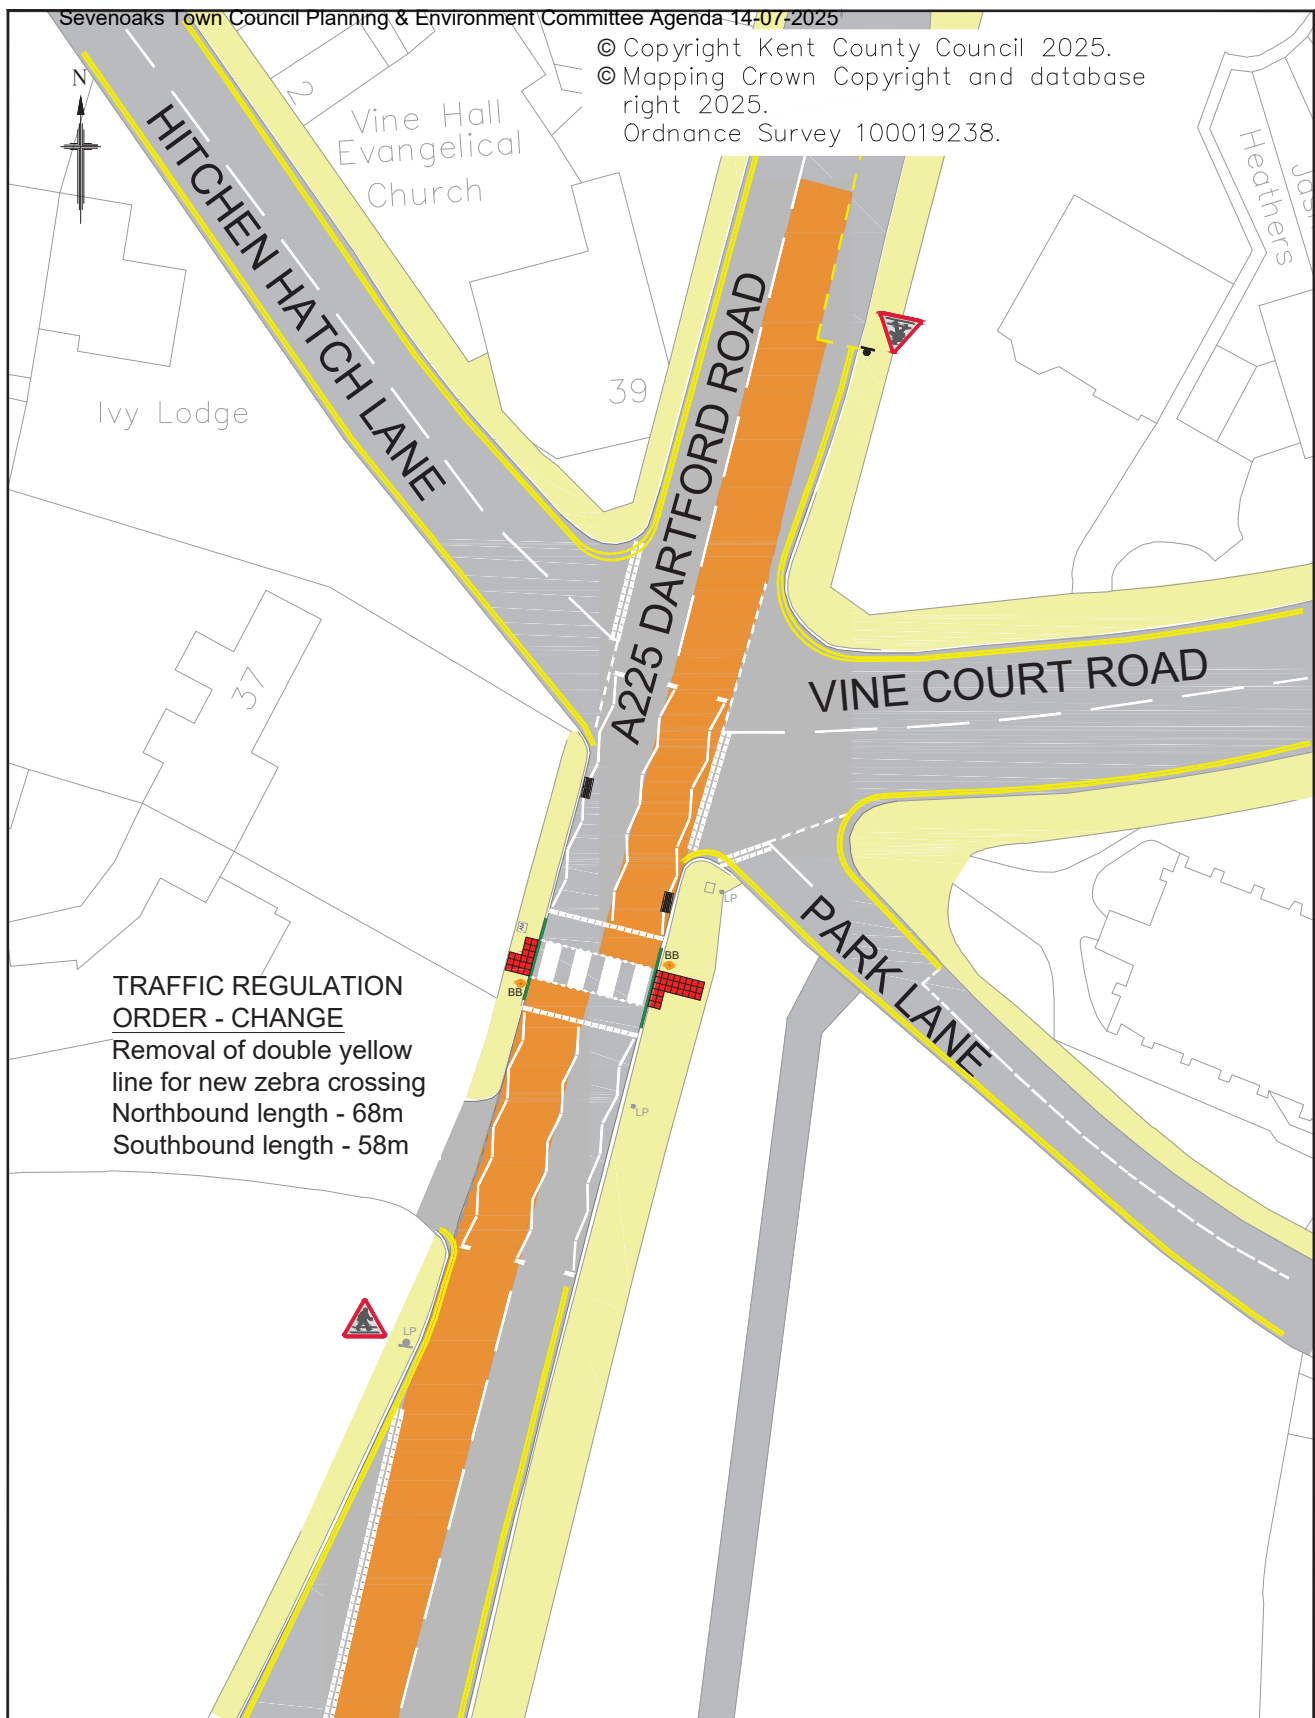 Sevenoaks Town Council Planning & Environment Committee Agenda 14-07-2025
© Copyright Kent County Council 2025.
© Mapping Crown Copyright and database
right 2025.
Ordnance Survey 100019238.
N
2
Vine Hall
Evangelical
Church
HITCHEN HATCH LANE
Heathers
Ivy Lodge
39
A225 DARTFORD ROAD
37
VINE COURT ROAD
LP
PARK LANE
BB
BB
TRAFFIC REGULATION
ORDER - CHANGE
Removal of double yellow
line for new zebra crossing
Northbound length - 68m
Southbound length - 58m
LP
LP